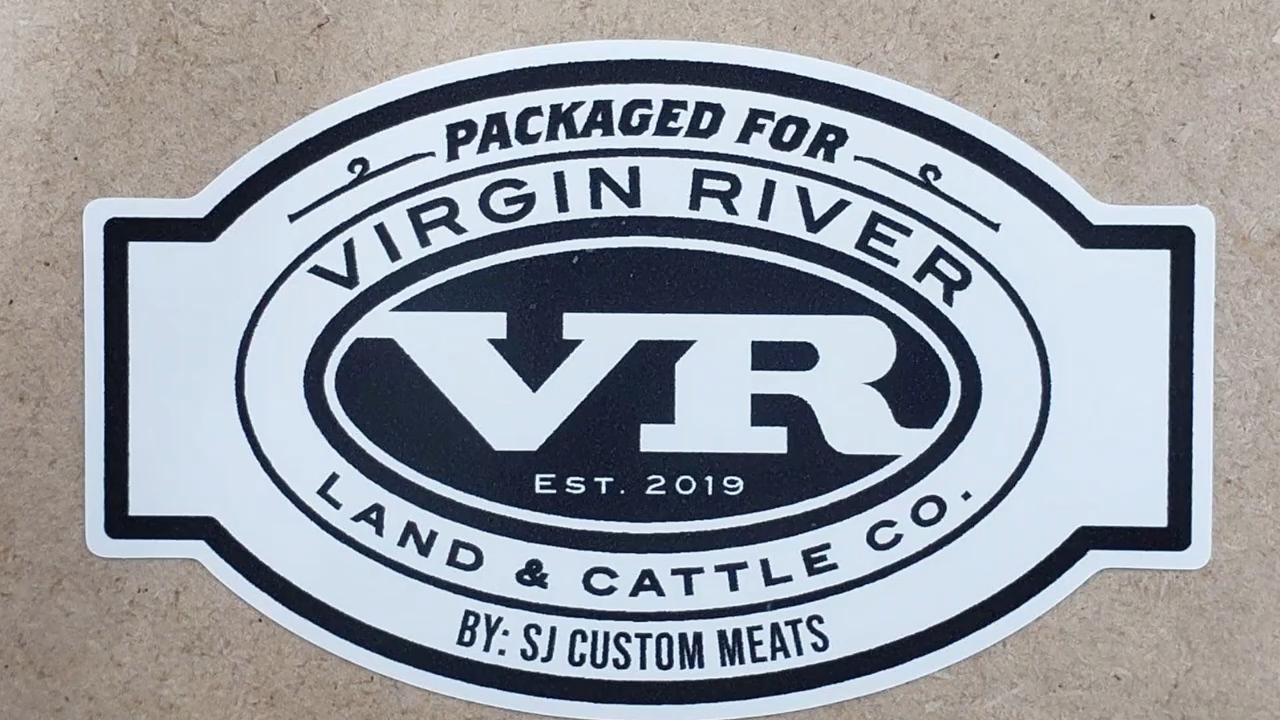 PACKAGED FOR
VIRGIN RIVER
VR
EST. 2019
LAND & CATTLE CO.
BY: SJ CUSTOM MEATS